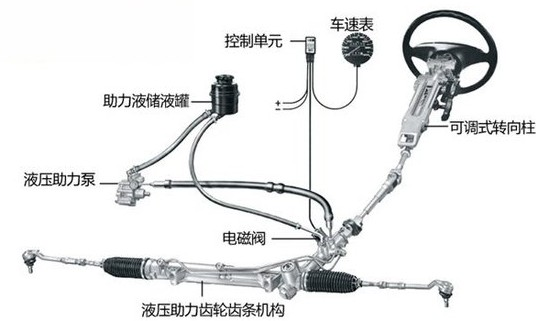 控制单元
车速表
助力液储液罐
+
−
可调式转向柱
液压助力泵
电磁阀
液压助力齿轮齿条机构